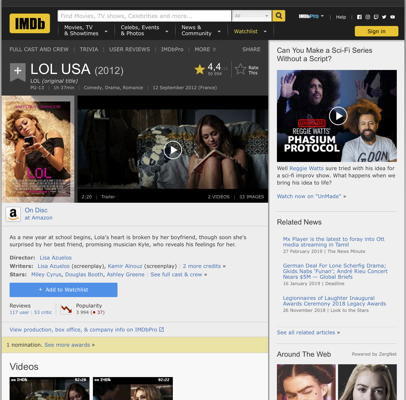 IMDb
Find Movies, TV shows, Celebrities and more...
All
IMDbPro
Help
Movies, TV & Showtimes
Celebs, Events & Photos
News & Community
Watchlist
Sign in
FULL CAST AND CREW | TRIVIA | USER REVIEWS | IMDbPro | MORE
SHARE
LOL USA (2012)
LOL (original title)
PG-13 | 1h 37min | Comedy, Drama, Romance | 12 September 2012 (France)
4,4
Rate This
LOL
2:20 | Trailer
2 VIDEOS | 33 IMAGES
On Disc
at Amazon
As a new year at school begins, Lola's heart is broken by her boyfriend, though soon she's
surprised by her best friend, promising musician Kyle, who reveals his feelings for her.
Director: Lisa Azuelos
Writers: Lisa Azuelos (screenplay), Kamir Aïnouz (screenplay) | 2 more credits »
Stars: Miley Cyrus, Douglas Booth, Ashley Greene | See full cast & crew »
+ Add to Watchlist
Reviews
117 user | 53 critic
Popularity
3 994 (37)
View production, box office, & company info on IMDbPro
1 nomination. See more awards »
Videos
02:20
02:22
Can You Make a Sci-Fi Series
Without a Script?
REGGIE WATTS'
PHASIUM
PROTOCOL
Well Reggie Watts sure tried with his idea for
a sci-fi improv show. What happens when we
bring his idea to life?
Watch now on "UnMade" »
Related News
Mx Player is the latest to foray into Ott
media streaming in Tamil
27 February 2019 | The News Minute
German Deal For Lone Scherfig Drama;
Gkids Nabs 'Funan'; André Rieu Concert
Nears $5M — Global Briefs
16 January 2019 | Deadline
Legionnaires of Laughter Inaugural
Awards Ceremony 2018 Legacy Awards
26 November 2018 | Look to the Stars
See all related articles »
Around The Web
Powered by ZergNet